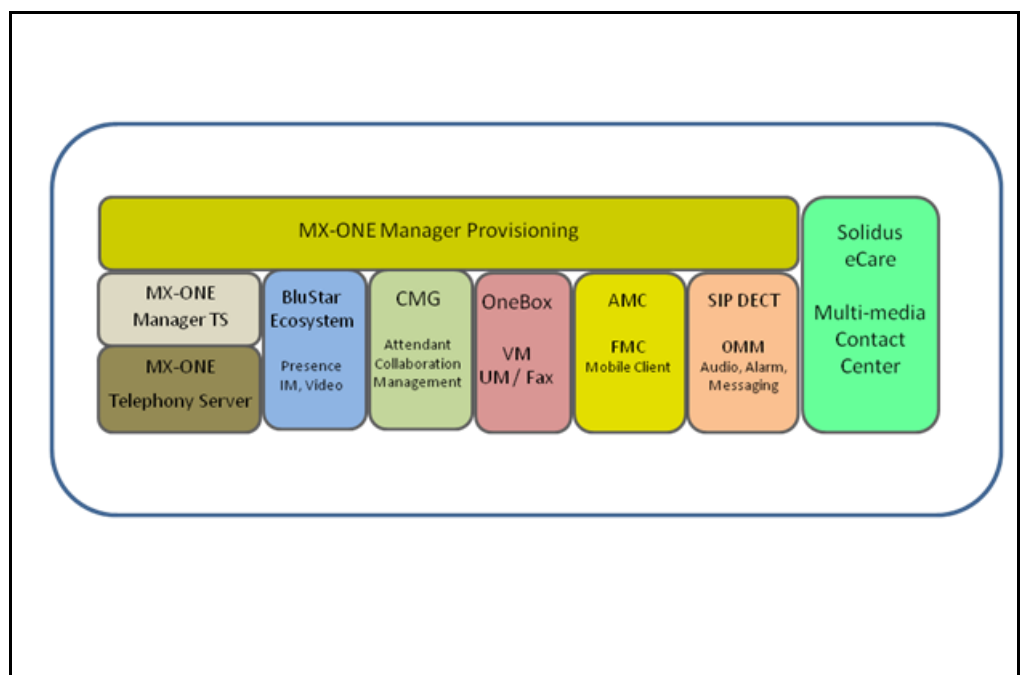 MX-ONE Manager Provisioning
MX-ONE
Manager TS
MX-ONE
Telephony Server
BluStar
Ecosystem
Presence
IM, Video
CMG
Attendant
Collaboration
Management
OneBox
VM
UM / Fax
AMC
FMC
Mobile Client
SIP DECT
OMM
Audio, Alarm,
Messaging
Solidus
eCare
Multi-media
Contact
Center